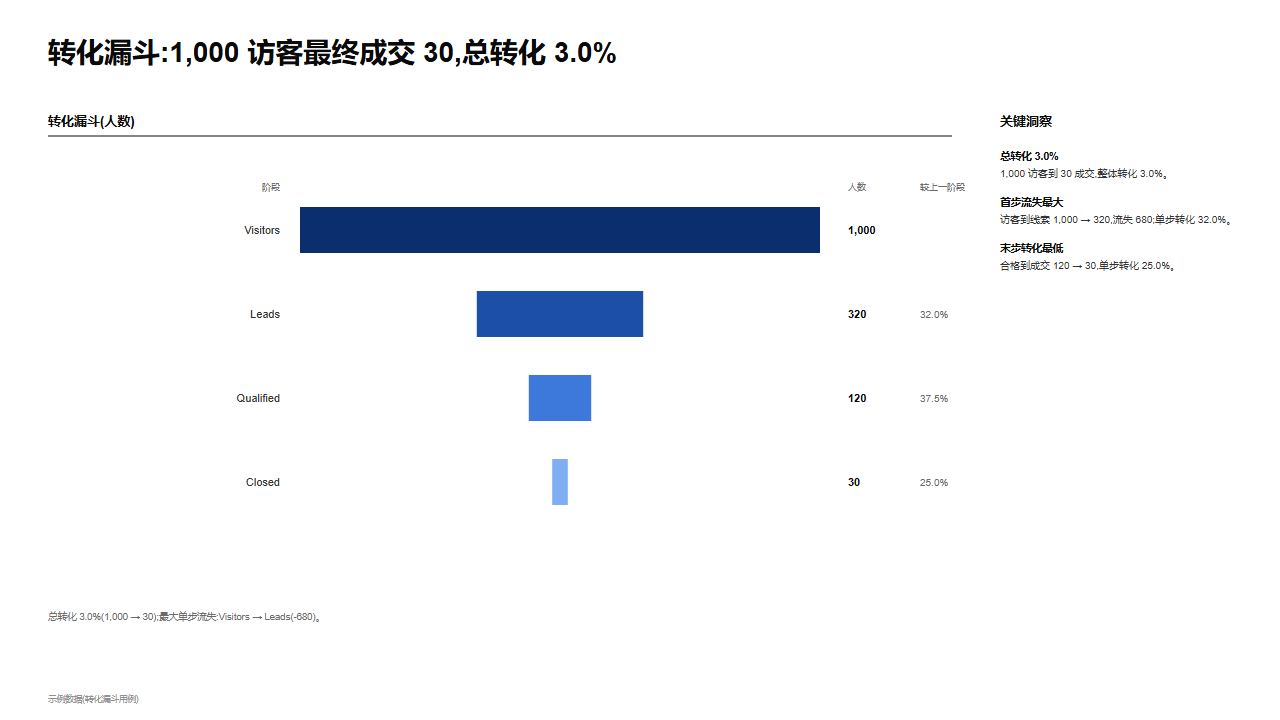 转化漏斗:1,000 访客最终成交 30,总转化 3.0%
转化漏斗(人数)
阶段 人数 较上一阶段
Visitors 1,000
Leads 320 32.0%
Qualified 120 37.5%
Closed 30 25.0%
关键洞察
总转化 3.0%
1,000 访客到 30 成交,整体转化 3.0%。
首步流失最大
访客到线索 1,000 → 320,流失 680;单步转化 32.0%。
末步转化最低
合格到成交 120 → 30,单步转化 25.0%。
总转化 3.0%(1,000 → 30);最大单步流失:Visitors → Leads(-680)。
示例数据(转化漏斗用例)